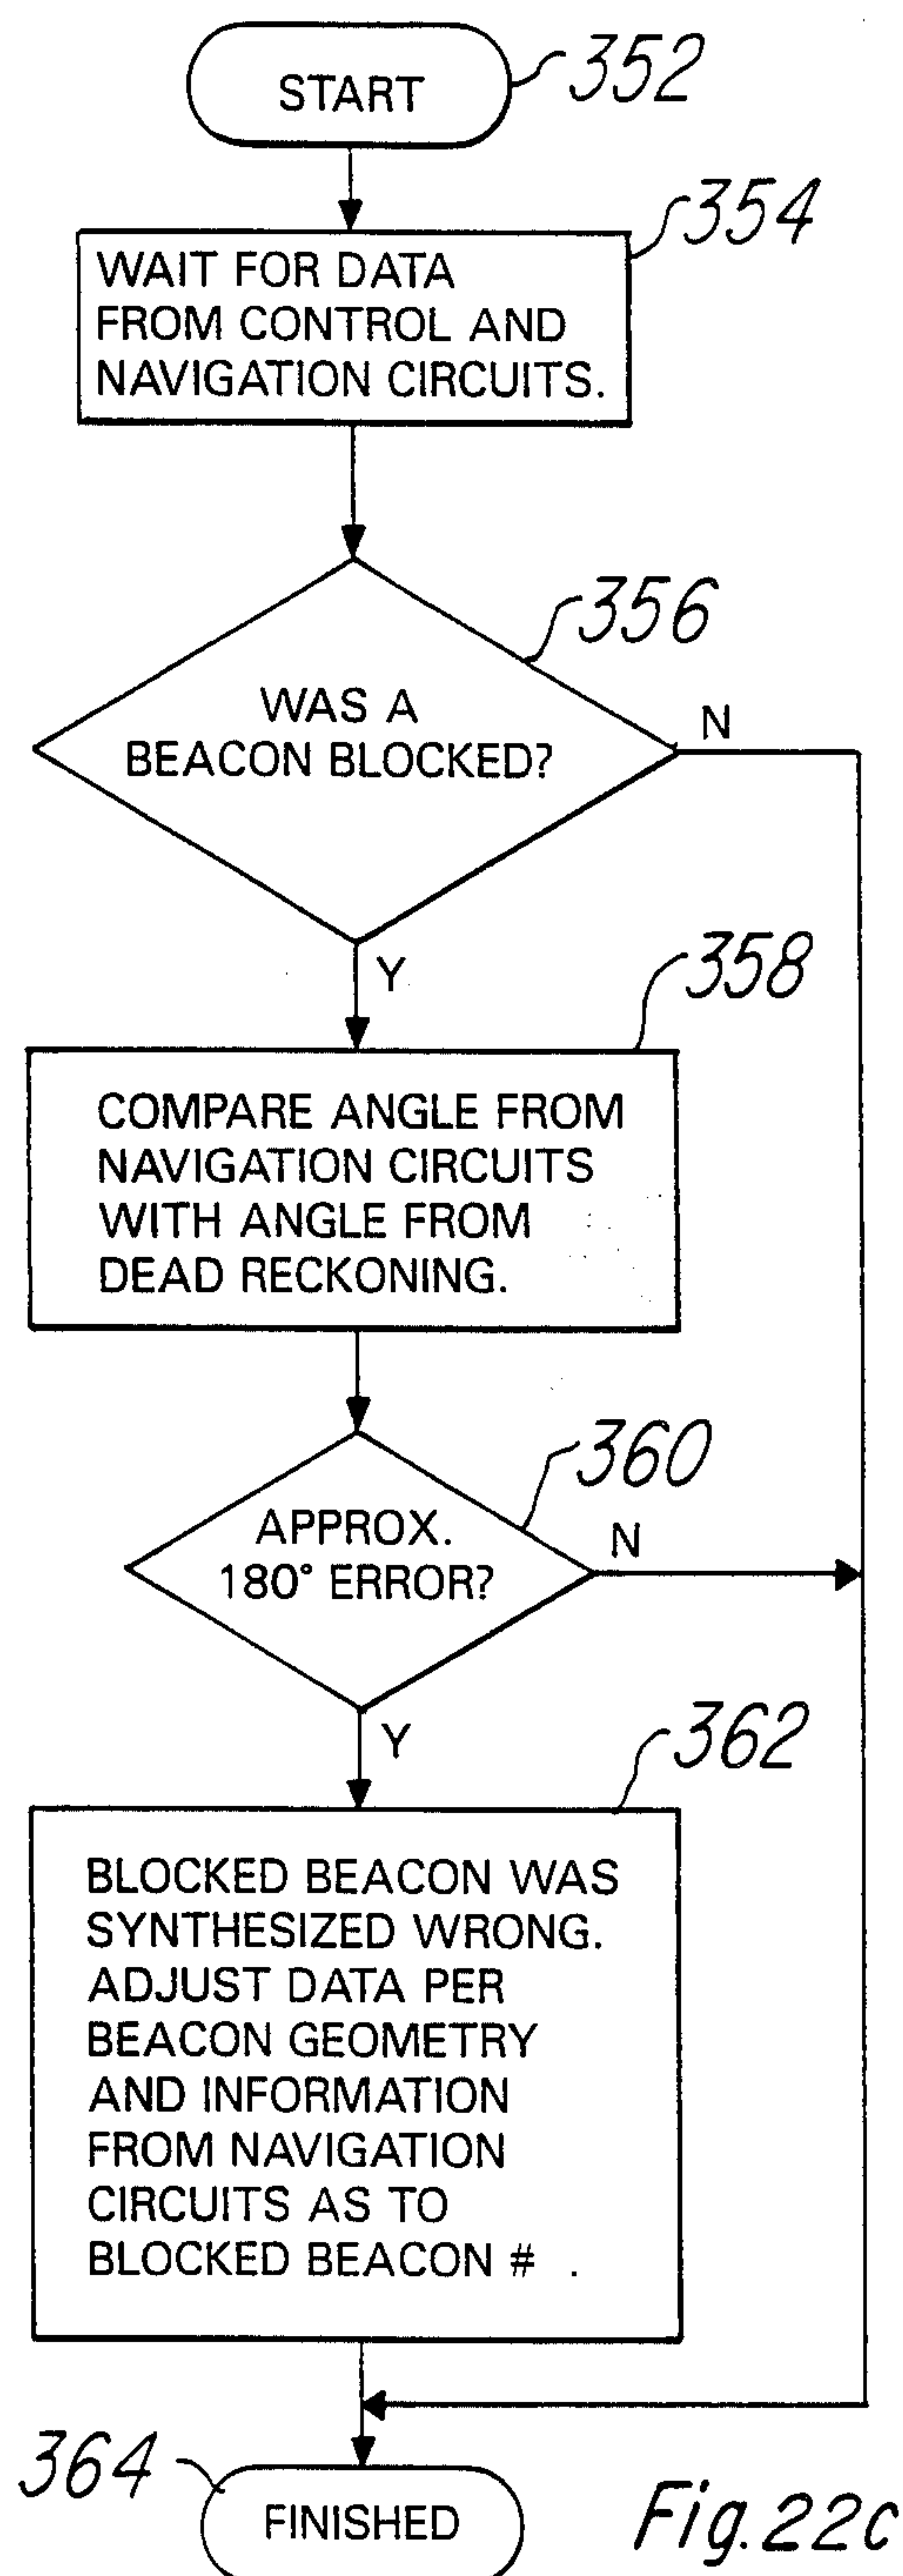 START
352
354
WAIT FOR DATA
FROM CONTROL AND
NAVIGATION CIRCUITS.
356
WAS A
BEACON BLOCKED?
N
Y
358
COMPARE ANGLE FROM
NAVIGATION CIRCUITS
WITH ANGLE FROM
DEAD RECKONING.
360
APPROX.
180° ERROR?
N
Y
362
BLOCKED BEACON WAS
SYNTHESIZED WRONG.
ADJUST DATA PER
BEACON GEOMETRY
AND INFORMATION
FROM NAVIGATION
CIRCUITS AS TO
BLOCKED BEACON # .
364
FINISHED
Fig. 22c